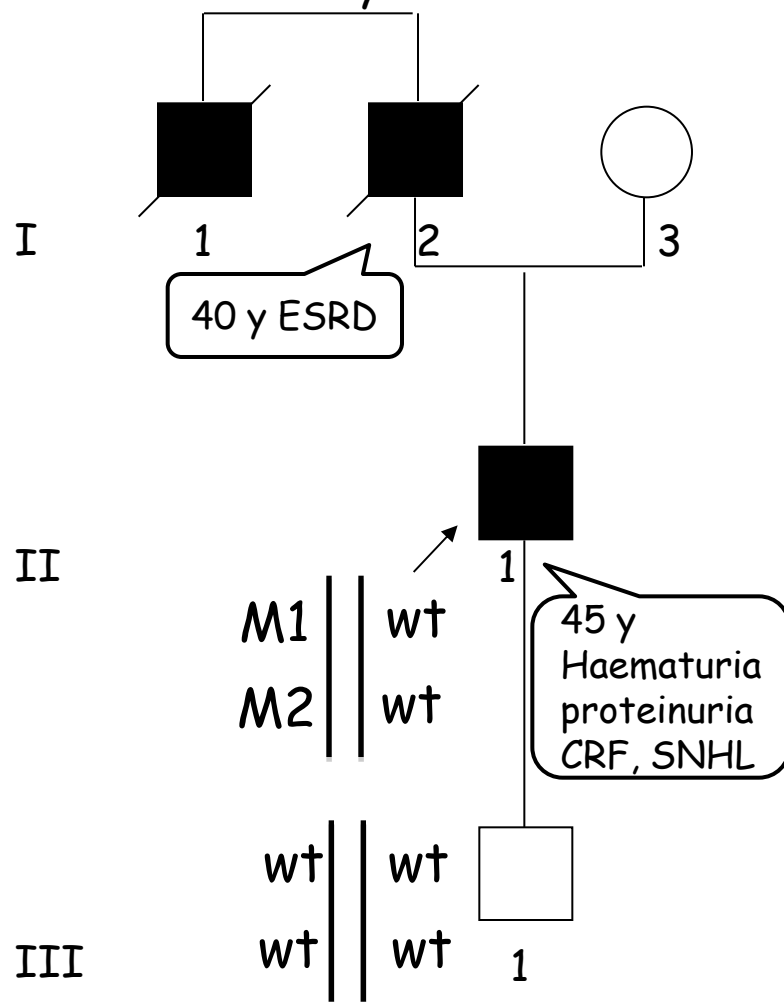 I
1
2
3
40 y ESRD
II
1
M1 wt
M2 wt
45 y
Haematuria
proteinuria
CRF, SNHL
wt wt
wt wt
III
1